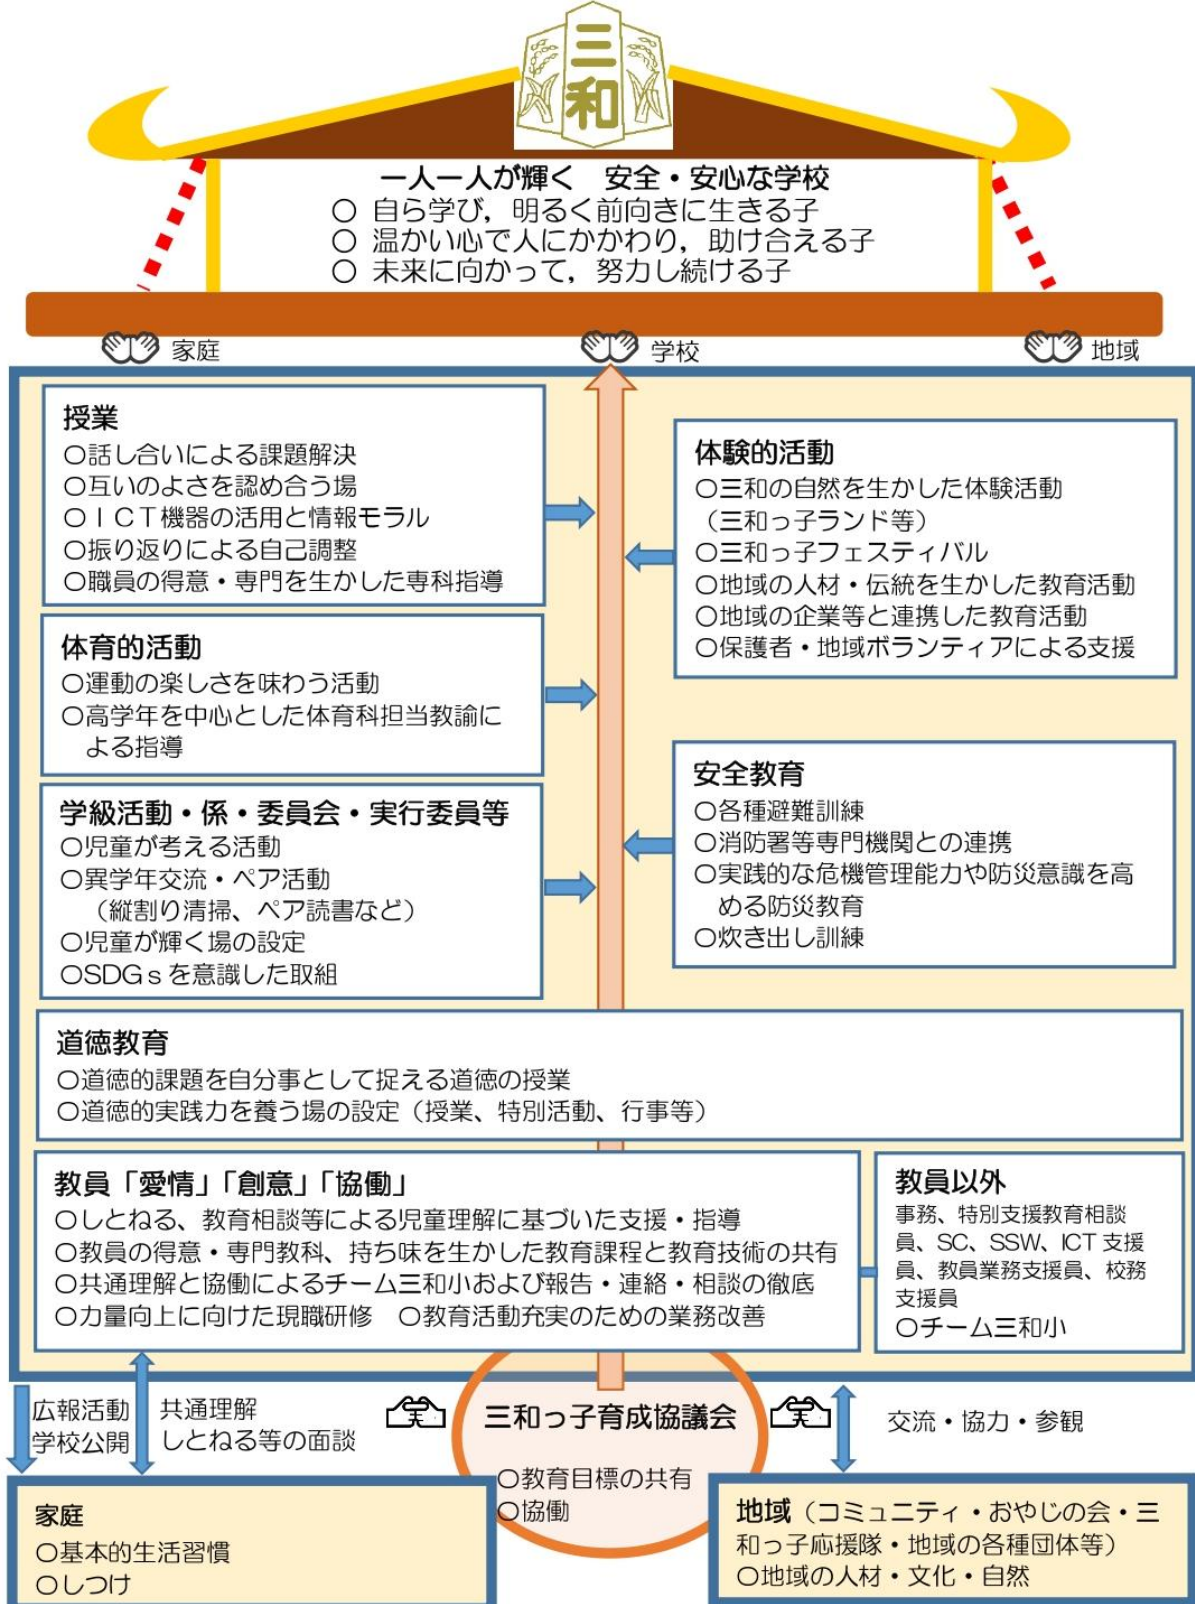 三
和
一人一人が輝く　安全・安心な学校
○ 自ら学び，明るく前向きに生きる子
○ 温かい心で人にかかわり，助け合える子
○ 未来に向かって，努力し続ける子
家庭
学校
地域
授業
○話し合いによる課題解決
○互いのよさを認め合う場
○ＩＣＴ機器の活用と情報モラル
○振り返りによる自己調整
○職員の得意・専門を生かした専科指導
体験的活動
○三和の自然を生かした体験活動
（三和っ子ランド等）
○三和っ子フェスティバル
○地域の人材・伝統を生かした教育活動
○地域の企業等と連携した教育活動
○保護者・地域ボランティアによる支援
体育的活動
○運動の楽しさを味わう活動
○高学年を中心とした体育科担当教諭に
よる指導
安全教育
○各種避難訓練
○消防署等専門機関との連携
○実践的な危機管理能力や防災意識を高
める防災教育
○炊き出し訓練
学級活動・係・委員会・実行委員等
○児童が考える活動
○異学年交流・ペア活動
（縦割り清掃、ペア読書など）
○児童が輝く場の設定
○SDGｓを意識した取組
道徳教育
○道徳的課題を自分事として捉える道徳の授業
○道徳的実践力を養う場の設定（授業、特別活動、行事等）
教員「愛情」「創意」「協働」
○しとねる、教育相談等による児童理解に基づいた支援・指導
○教員の得意・専門教科、持ち味を生かした教育課程と教育技術の共有
○共通理解と協働によるチーム三和小および報告・連絡・相談の徹底
○力量向上に向けた現職研修　○教育活動充実のための業務改善
教員以外
事務、特別支援教育相談
員、SC、SSW、ICT 支援
員、教員業務支援員、校務
支援員
○チーム三和小
広報活動
学校公開
共通理解
しとねる等の面談
三和っ子育成協議会
○教育目標の共有
○協働
交流・協力・参観
家庭
○基本的生活習慣
○しつけ
地域（コミュニティ・おやじの会・三
和っ子応援隊・地域の各種団体等）
○地域の人材・文化・自然